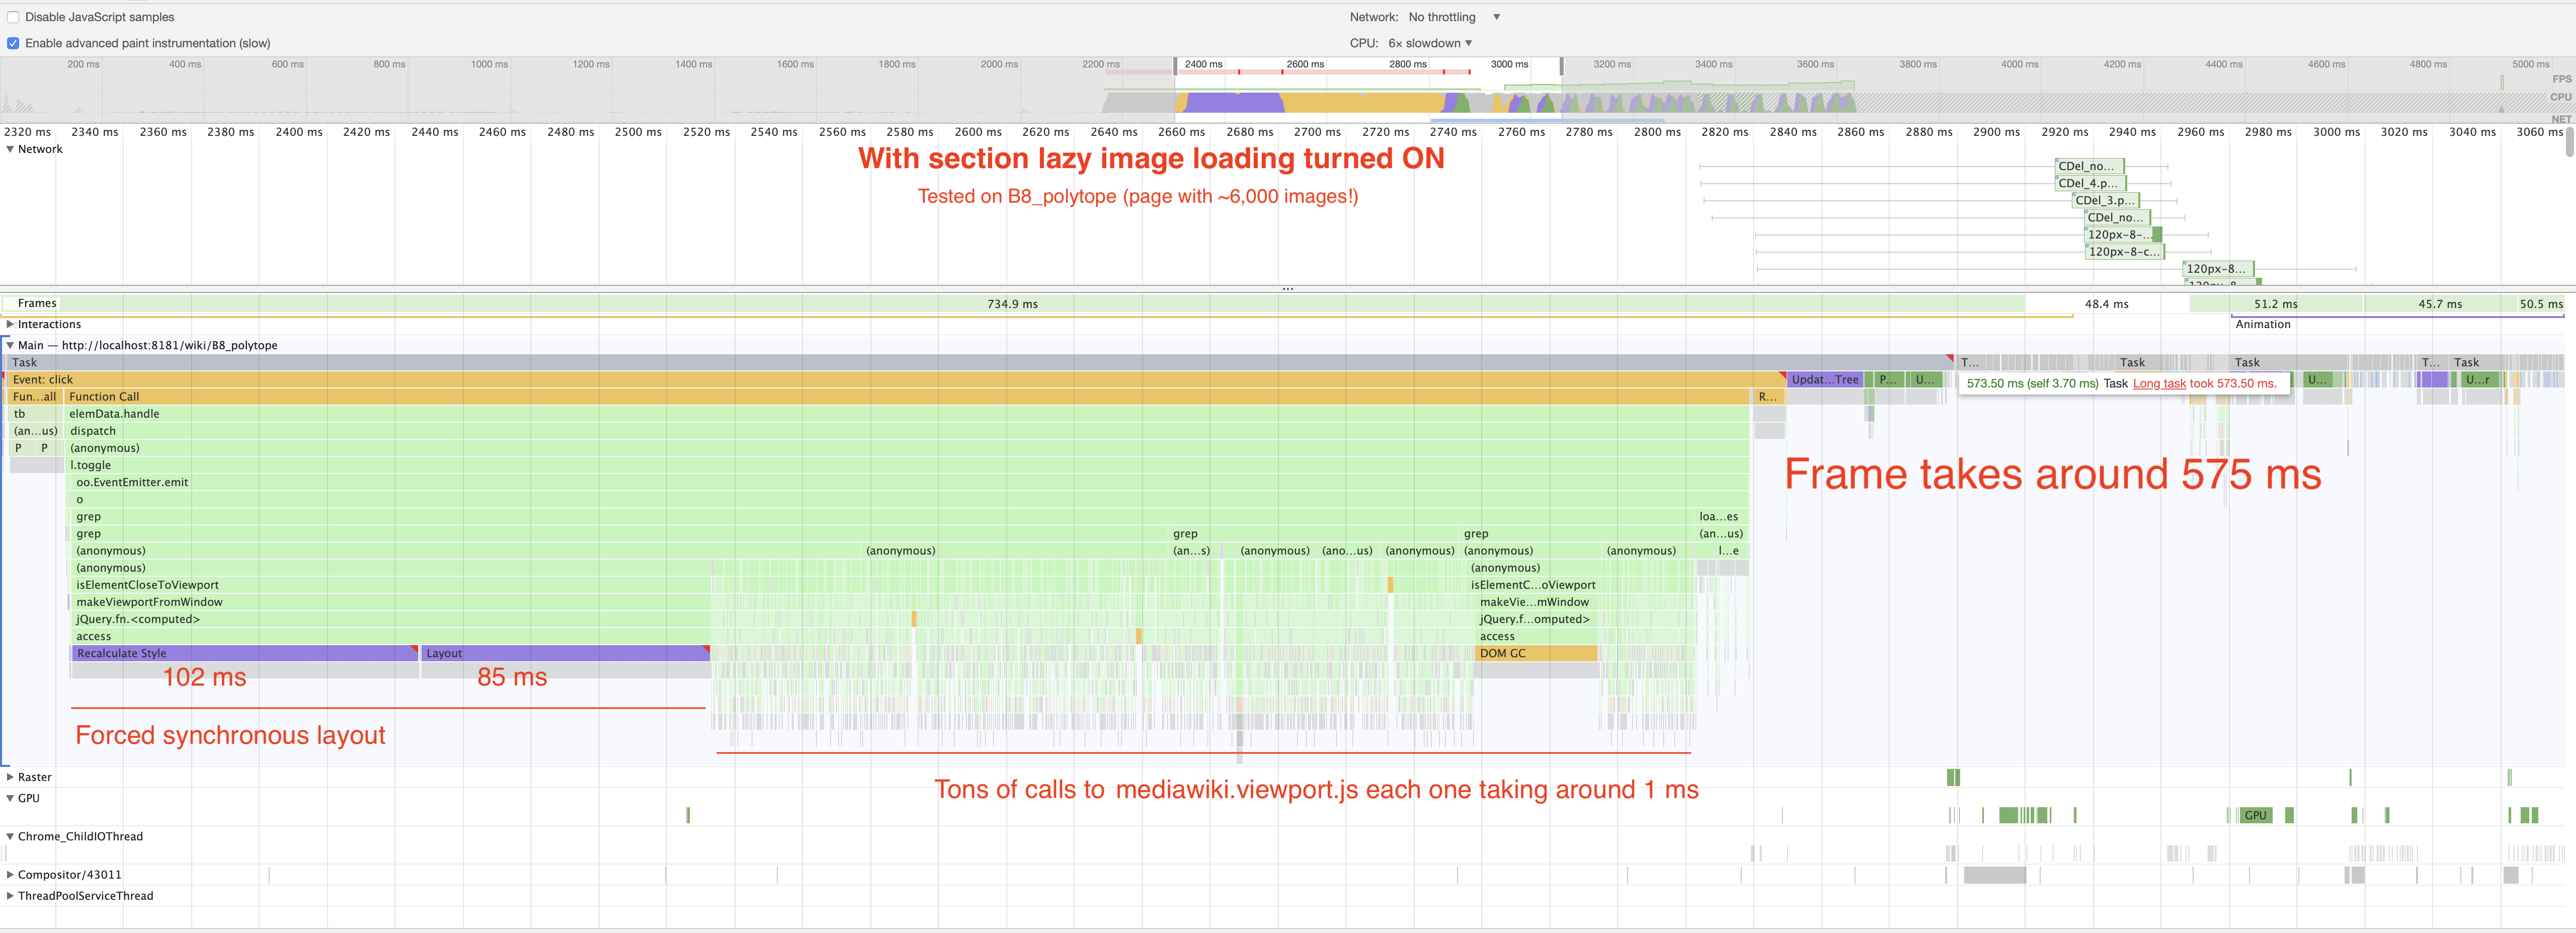 Disable JavaScript samples
Network: No throttling
Enable advanced paint instrumentation (slow)
CPU: 6× slowdown
200 ms 400 ms 600 ms 800 ms 1000 ms 1200 ms 1400 ms 1600 ms 1800 ms 2000 ms 2200 ms 2400 ms 2600 ms 2800 ms 3000 ms 3200 ms 3400 ms 3600 ms 3800 ms 4000 ms 4200 ms 4400 ms 4600 ms 4800 ms 5000 ms
FPS
CPU
NET
2320 ms 2340 ms 2360 ms 2380 ms 2400 ms 2420 ms 2440 ms 2460 ms 2480 ms 2500 ms 2520 ms 2540 ms 2560 ms 2580 ms 2600 ms 2620 ms 2640 ms 2660 ms 2680 ms 2700 ms 2720 ms 2740 ms 2760 ms 2780 ms 2800 ms 2820 ms 2840 ms 2860 ms 2880 ms 2900 ms 2920 ms 2940 ms 2960 ms 2980 ms 3000 ms 3020 ms 3040 ms 3060 ms
Network
With section lazy image loading turned ON
Tested on B8_polytope (page with ~6,000 images!)
CDel_no...
CDel_4.p...
CDel_3.p...
CDel_no...
120px-8-...
120px-8-c...
120px-8...
Frames 734.9 ms 48.4 ms 51.2 ms 45.7 ms 50.5 ms
Interactions
Animation
Main — http://localhost:8181/wiki/B8_polytope
Task T... Task Task T... Task
Event: click Updat...Tree P... U... U... U...r
573.50 ms (self 3.70 ms) Task Long task took 573.50 ms.
Fun...all Function Call R...
tb elemData.handle
(an...us) dispatch
P P (anonymous)
l.toggle
Frame takes around 575 ms
oo.EventEmitter.emit
o
grep loa...es
grep grep grep (an...us)
(anonymous) (anonymous) (an...s) (anonymous) (ano...us) (anonymous) (anonymous) (anonymous) l...e
(anonymous) (anonymous)
isElementCloseToViewport isElementC...oViewport
makeViewportFromWindow makeVie...mWindow
jQuery.fn.<computed> jQuery.f...omputed>
access access
Recalculate Style Layout DOM GC
102 ms 85 ms
Forced synchronous layout
Tons of calls to mediawiki.viewport.js each one taking around 1 ms
Raster
GPU
GPU
Chrome_ChildIOThread
Compositor/43011
ThreadPoolServiceThread